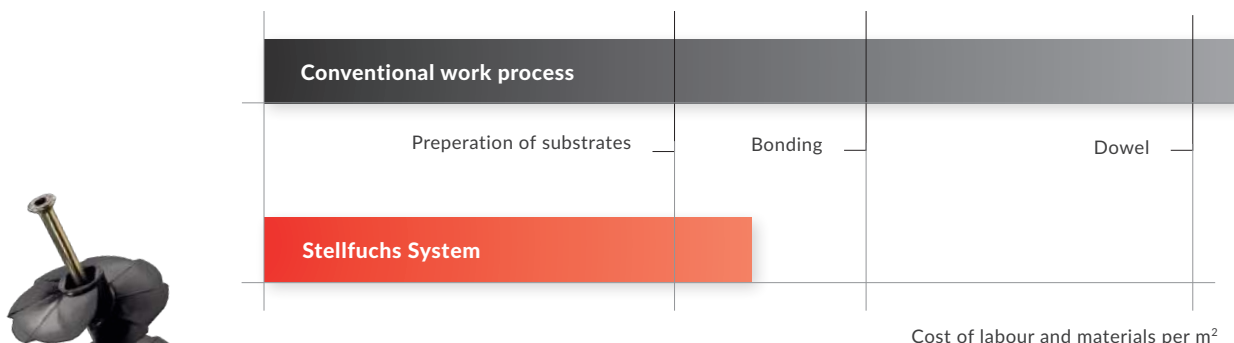 Conventional work process
Preperation of substrates
Bonding
Dowel
Stellfuchs System
Cost of labour and materials per m²